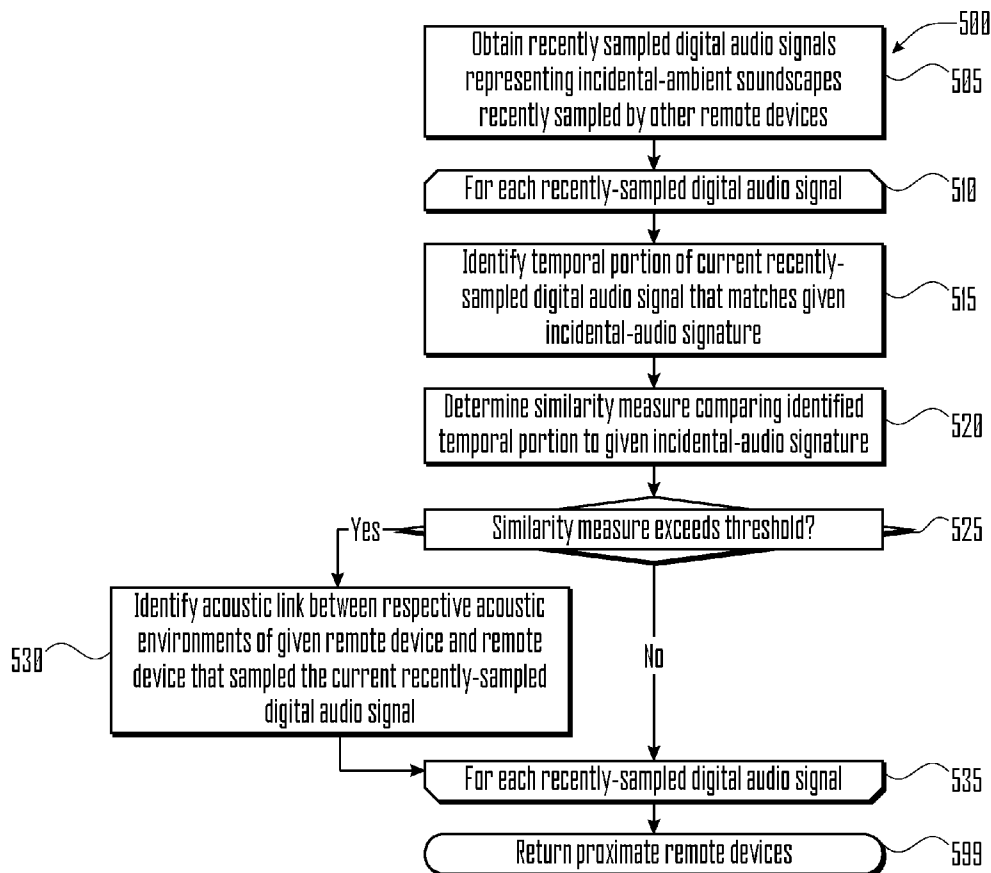 500
Obtain recently sampled digital audio signals
representing incidental-ambient soundscapes
recently sampled by other remote devices
505
For each recently-sampled digital audio signal
510
Identify temporal portion of current recently-
sampled digital audio signal that matches given
incidental-audio signature
515
Determine similarity measure comparing identified
temporal portion to given incidental-audio signature
520
Similarity measure exceeds threshold?
525
Yes
Identify acoustic link between respective acoustic
environments of given remote device and remote
device that sampled the current recently-sampled
digital audio signal
530
No
For each recently-sampled digital audio signal
535
Return proximate remote devices
599